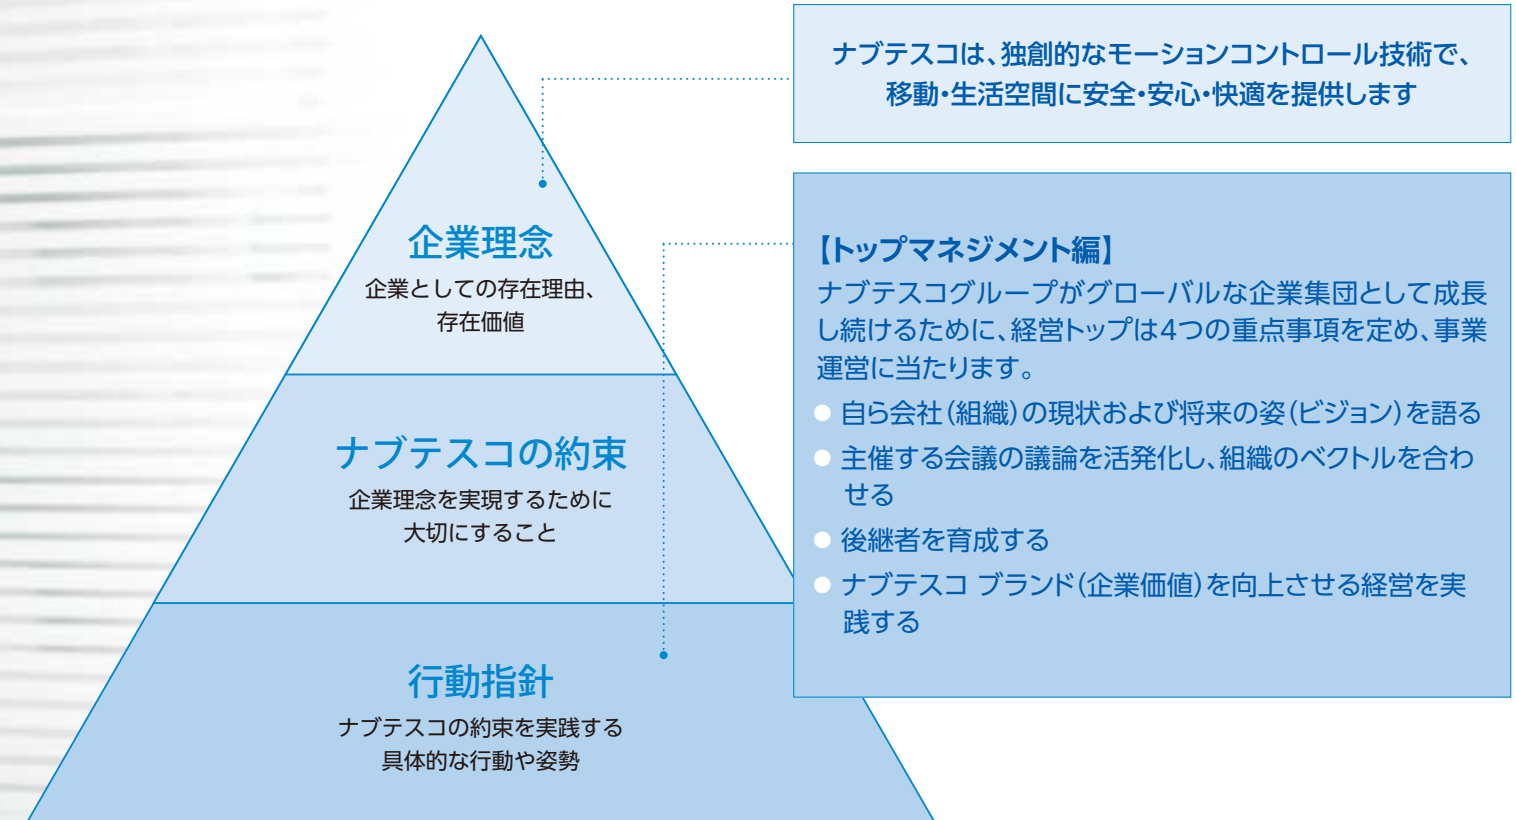 ナブテスコは、独創的なモーションコントロール技術で、
移動・生活空間に安全・安心・快適を提供します
企業理念
企業としての存在理由、
存在価値
ナブテスコの約束
企業理念を実現するために
大切にすること
行動指針
ナブテスコの約束を実践する
具体的な行動や姿勢
【トップマネジメント編】
ナブテスコグループがグローバルな企業集団として成長
し続けるために、経営トップは4つの重点事項を定め、事業
運営に当たります。
● 自ら会社(組織)の現状および将来の姿(ビジョン)を語る
● 主催する会議の議論を活発化し、組織のベクトルを合わ
せる
● 後継者を育成する
● ナブテスコ ブランド(企業価値)を向上させる経営を実
践する